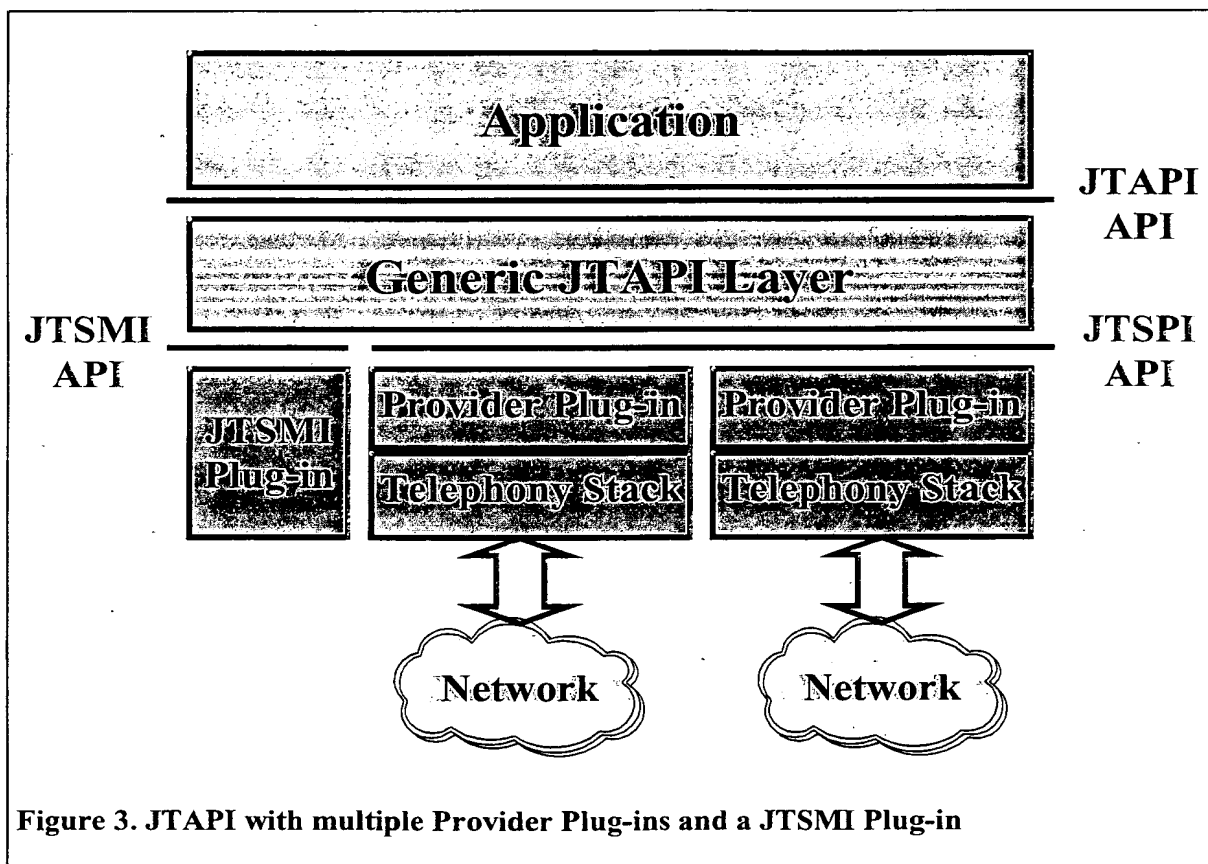 Application
JTAPI
API
Generic JTAPI Layer
JTSMI
API
JTSPI
API
JTSMI
Plug-in
Provider Plug-in
Telephony Stack
Provider Plug-in
Telephony Stack
Network
Network
Figure 3. JTAPI with multiple Provider Plug-ins and a JTSMI Plug-in